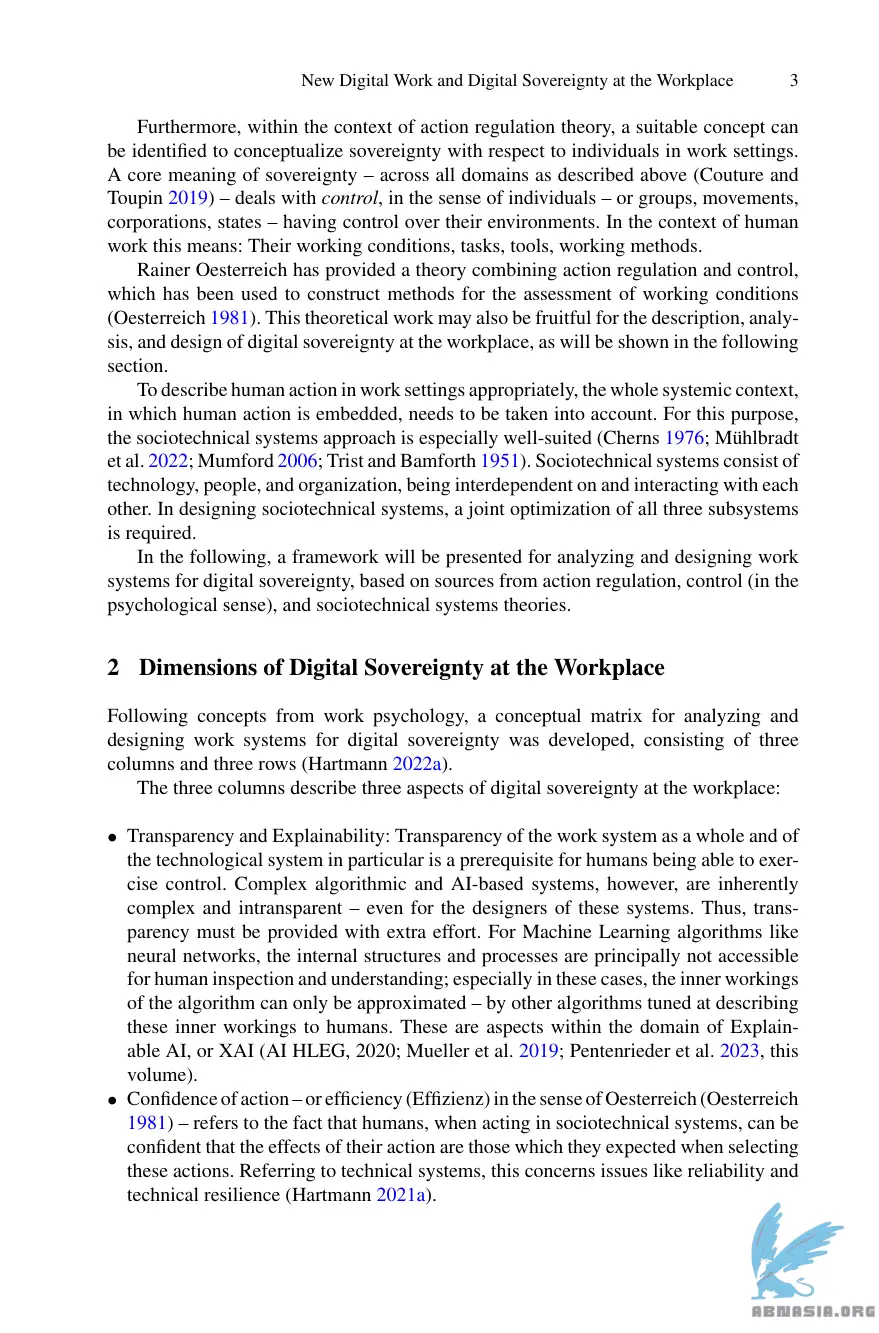 New Digital Work and Digital Sovereignty at the Workplace 3
Furthermore, within the context of action regulation theory, a suitable concept can
be identified to conceptualize sovereignty with respect to individuals in work settings.
A core meaning of sovereignty – across all domains as described above (Couture and
Toupin 2019) – deals with control, in the sense of individuals – or groups, movements,
corporations, states – having control over their environments. In the context of human
work this means: Their working conditions, tasks, tools, working methods.
Rainer Oesterreich has provided a theory combining action regulation and control,
which has been used to construct methods for the assessment of working conditions
(Oesterreich 1981). This theoretical work may also be fruitful for the description, analy-
sis, and design of digital sovereignty at the workplace, as will be shown in the following
section.
To describe human action in work settings appropriately, the whole systemic context,
in which human action is embedded, needs to be taken into account. For this purpose,
the sociotechnical systems approach is especially well-suited (Cherns 1976; Mühlbradt
et al. 2022; Mumford 2006; Trist and Bamforth 1951). Sociotechnical systems consist of
technology, people, and organization, being interdependent on and interacting with each
other. In designing sociotechnical systems, a joint optimization of all three subsystems
is required.
In the following, a framework will be presented for analyzing and designing work
systems for digital sovereignty, based on sources from action regulation, control (in the
psychological sense), and sociotechnical systems theories.
2 Dimensions of Digital Sovereignty at the Workplace
Following concepts from work psychology, a conceptual matrix for analyzing and
designing work systems for digital sovereignty was developed, consisting of three
columns and three rows (Hartmann 2022a).
The three columns describe three aspects of digital sovereignty at the workplace:
• Transparency and Explainability: Transparency of the work system as a whole and of
the technological system in particular is a prerequisite for humans being able to exer-
cise control. Complex algorithmic and AI-based systems, however, are inherently
complex and intransparent – even for the designers of these systems. Thus, trans-
parency must be provided with extra effort. For Machine Learning algorithms like
neural networks, the internal structures and processes are principally not accessible
for human inspection and understanding; especially in these cases, the inner workings
of the algorithm can only be approximated – by other algorithms tuned at describing
these inner workings to humans. These are aspects within the domain of Explain-
able AI, or XAI (AI HLEG, 2020; Mueller et al. 2019; Pentenrieder et al. 2023, this
volume).
• Confidence of action – or efficiency (Effizienz) in the sense of Oesterreich (Oesterreich
1981) – refers to the fact that humans, when acting in sociotechnical systems, can be
confident that the effects of their action are those which they expected when selecting
these actions. Referring to technical systems, this concerns issues like reliability and
technical resilience (Hartmann 2021a).
ABNASIA.ORG